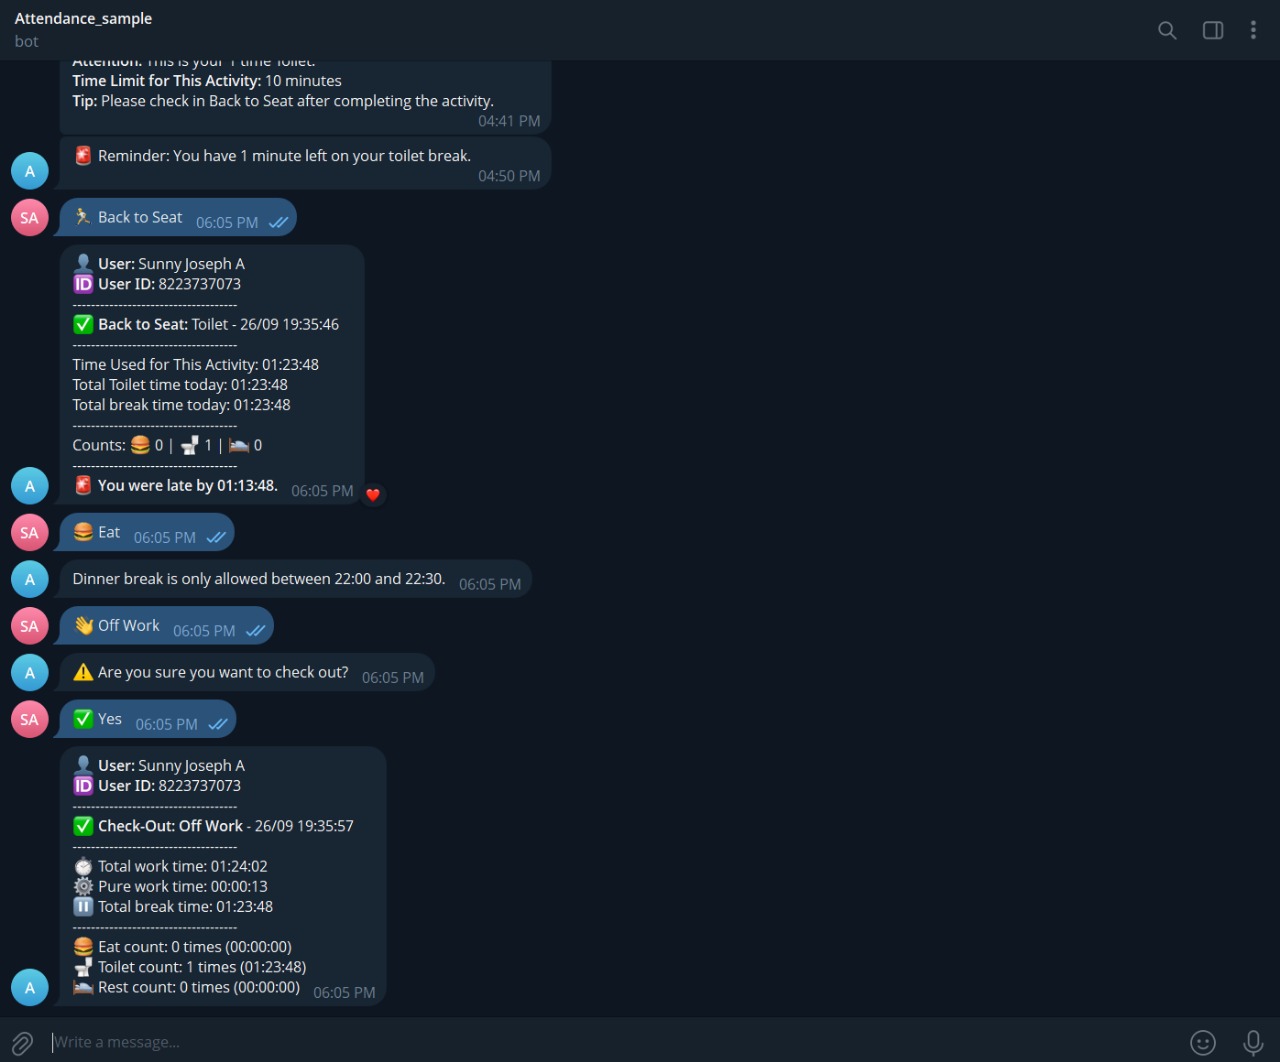 Attendance_sample
bot
Attention: This is your 1 time Toilet.
Time Limit for This Activity: 10 minutes
Tip: Please check in Back to Seat after completing the activity.
04:41 PM
A
🚨 Reminder: You have 1 minute left on your toilet break.
04:50 PM
SA
🏃 Back to Seat 06:05 PM
👤 User: Sunny Joseph A
🆔 User ID: 8223737073
------------------------------------
✅ Back to Seat: Toilet - 26/09 19:35:46
------------------------------------
Time Used for This Activity: 01:23:48
Total Toilet time today: 01:23:48
Total break time today: 01:23:48
------------------------------------
Counts: 🍔 0 | 🚽 1 | 🛌 0
------------------------------------
A
🚨 You were late by 01:13:48. 06:05 PM ❤️
SA
🍔 Eat 06:05 PM
A
Dinner break is only allowed between 22:00 and 22:30. 06:05 PM
SA
👋 Off Work 06:05 PM
A
⚠️ Are you sure you want to check out? 06:05 PM
SA
✅ Yes 06:05 PM
👤 User: Sunny Joseph A
🆔 User ID: 8223737073
------------------------------------
✅ Check-Out: Off Work - 26/09 19:35:57
------------------------------------
⏱️ Total work time: 01:24:02
⚙️ Pure work time: 00:00:13
⏸️ Total break time: 01:23:48
------------------------------------
🍔 Eat count: 0 times (00:00:00)
🚽 Toilet count: 1 times (01:23:48)
A
🛌 Rest count: 0 times (00:00:00) 06:05 PM
Write a message...